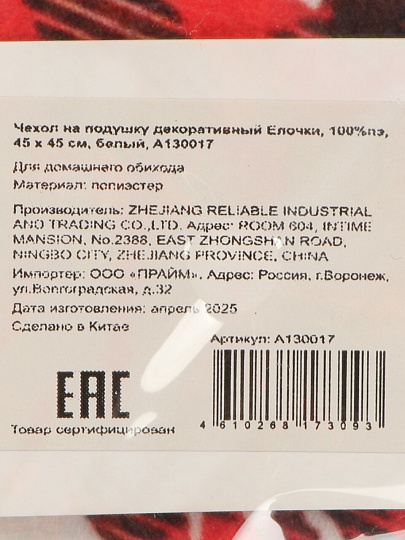 Чехол на подушку декоративный Ёлочки, 100%пэ,
45 х 45 см, белый, А130017
Для домашнего обихода
Материал: полиэстер
Производитель: ZHEJIANG RELIABLE INDUSTRIAL
AND TRADING CO.,LTD. Адрес: ROOM 604, INTIME
MANSION, No.2388, EAST ZHONGSHAN ROAD,
NINGBO CITY, ZHEJIANG PROVINCE, CHINA
Импортер: ООО «ПРАЙМ». Адрес: Россия, г.Воронеж,
ул.Волгоградская, д.32
Дата изготовления: апрель 2025
Сделано в Китае
Артикул: А130017
EAC
Товар сертифицирован
4 610268 173093